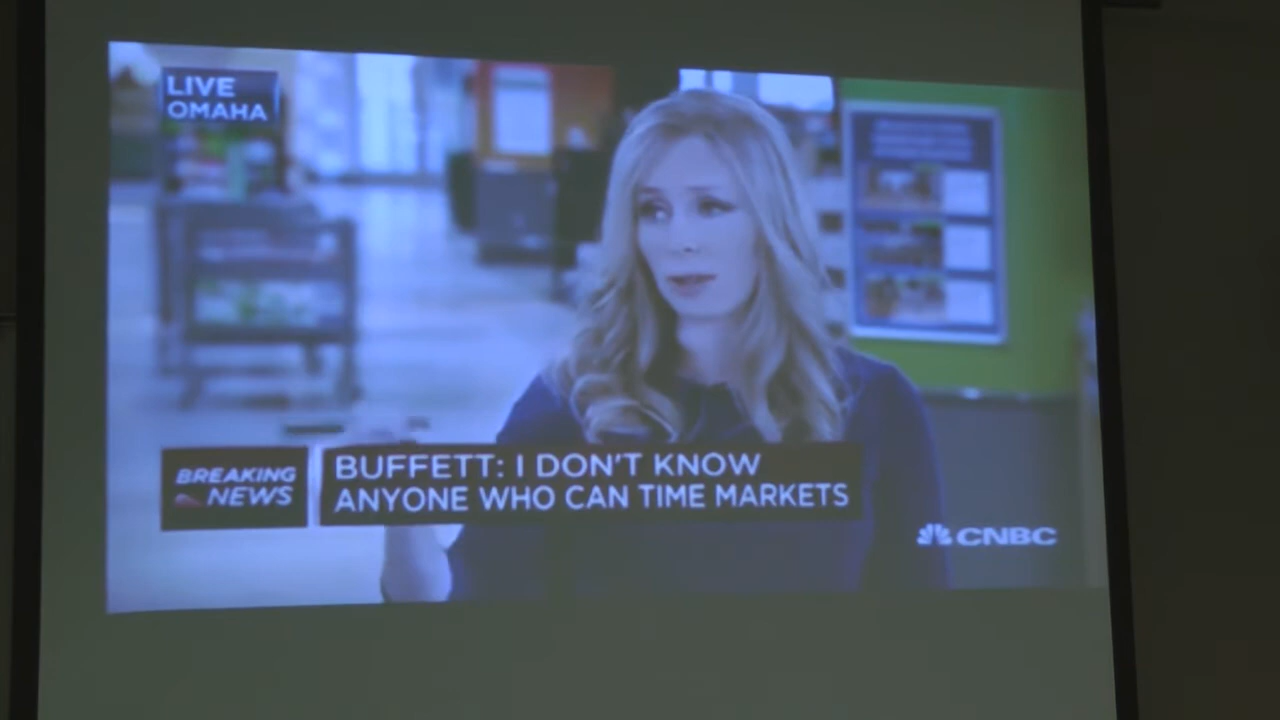 LIVE
OMAHA
BREAKING
NEWS
BUFFETT: I DON'T KNOW
ANYONE WHO CAN TIME MARKETS
CNBC